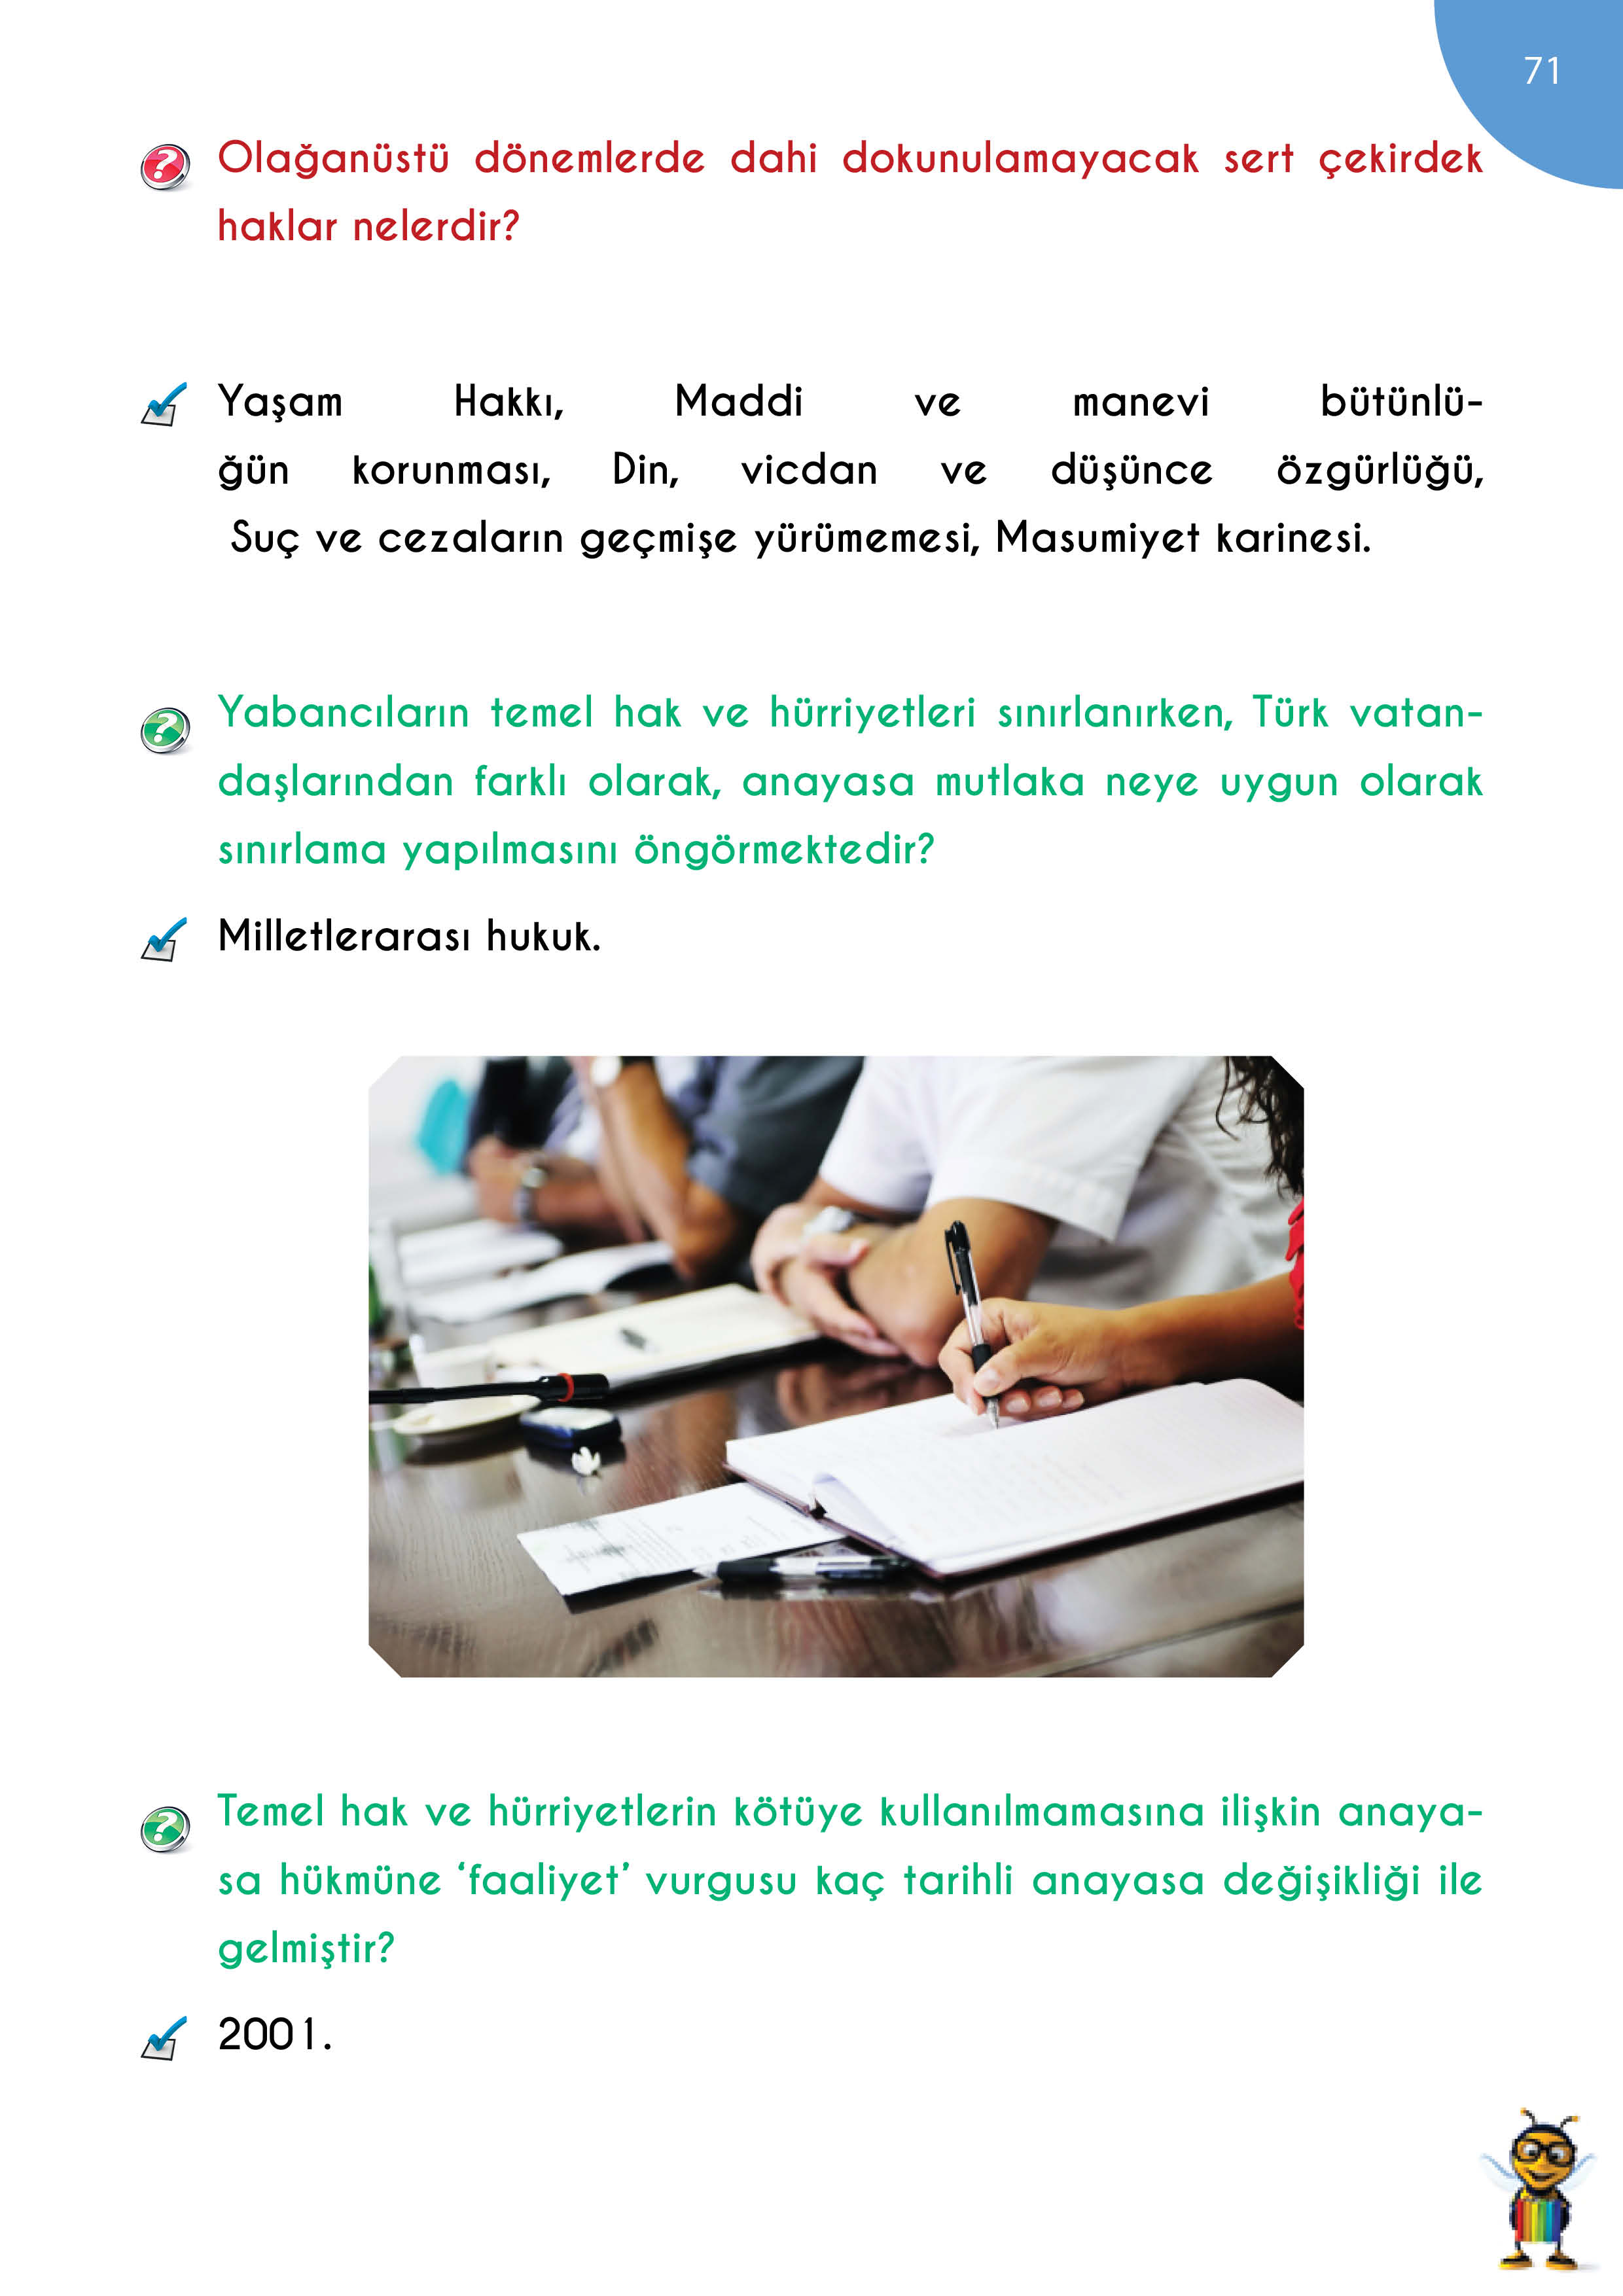 71
Olağanüstü dönemlerde dahi dokunulamayacak sert çekirdek
haklar nelerdir?
Yaşam Hakkı, Maddi ve manevi bütünlü-
ğün korunması, Din, vicdan ve düşünce özgürlüğü,
Suç ve cezaların geçmişe yürümemesi, Masumiyet karinesi.
Yabancıların temel hak ve hürriyetleri sınırlanırken, Türk vatan-
daşlarından farklı olarak, anayasa mutlaka neye uygun olarak
sınırlama yapılmasını öngörmektedir?
Milletlerarası hukuk.
Temel hak ve hürriyetlerin kötüye kullanılmamasına ilişkin anaya-
sa hükmüne ‘faaliyet’ vurgusu kaç tarihli anayasa değişikliği ile
gelmiştir?
2001.